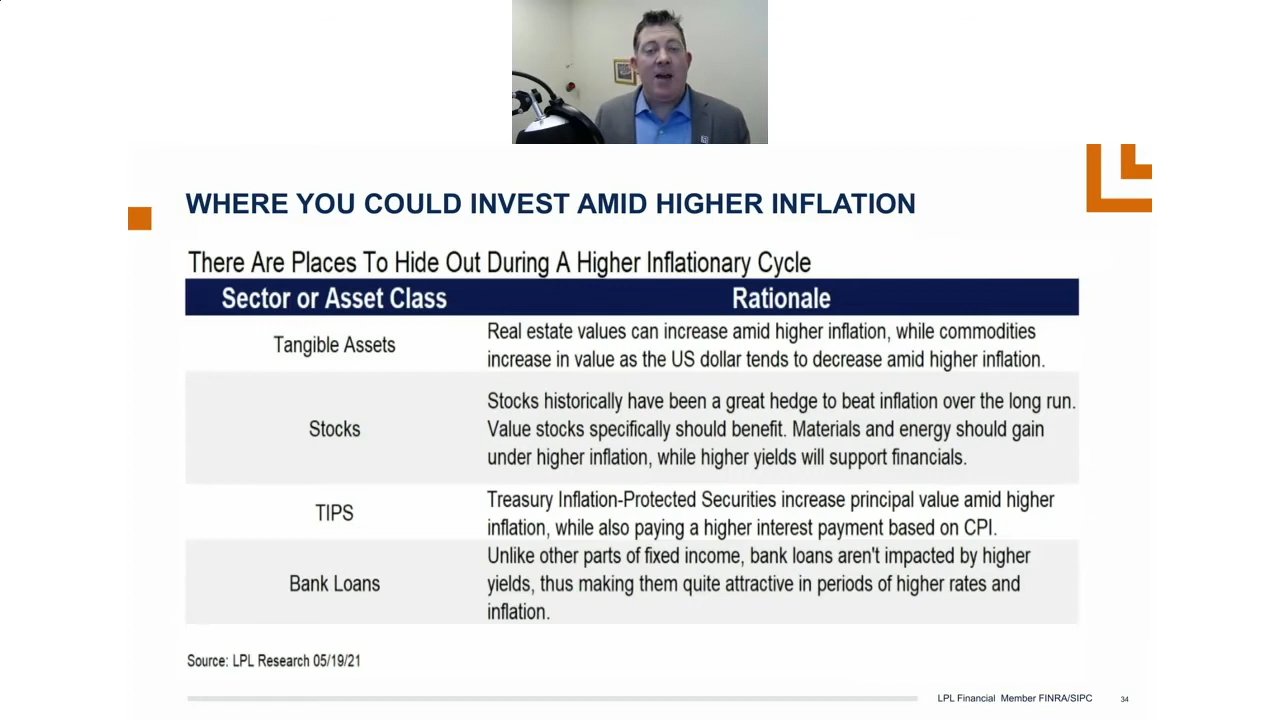 WHERE YOU COULD INVEST AMID HIGHER INFLATION
There Are Places To Hide Out During A Higher Inflationary Cycle
Sector or Asset Class Rationale
Tangible Assets
Real estate values can increase amid higher inflation, while commodities
increase in value as the US dollar tends to decrease amid higher inflation.
Stocks
Stocks historically have been a great hedge to beat inflation over the long run.
Value stocks specifically should benefit. Materials and energy should gain
under higher inflation, while higher yields will support financials.
TIPS
Treasury Inflation-Protected Securities increase principal value amid higher
inflation, while also paying a higher interest payment based on CPI.
Bank Loans
Unlike other parts of fixed income, bank loans aren't impacted by higher
yields, thus making them quite attractive in periods of higher rates and
inflation.
Source: LPL Research 05/19/21
LPL Financial Member FINRA/SIPC 34